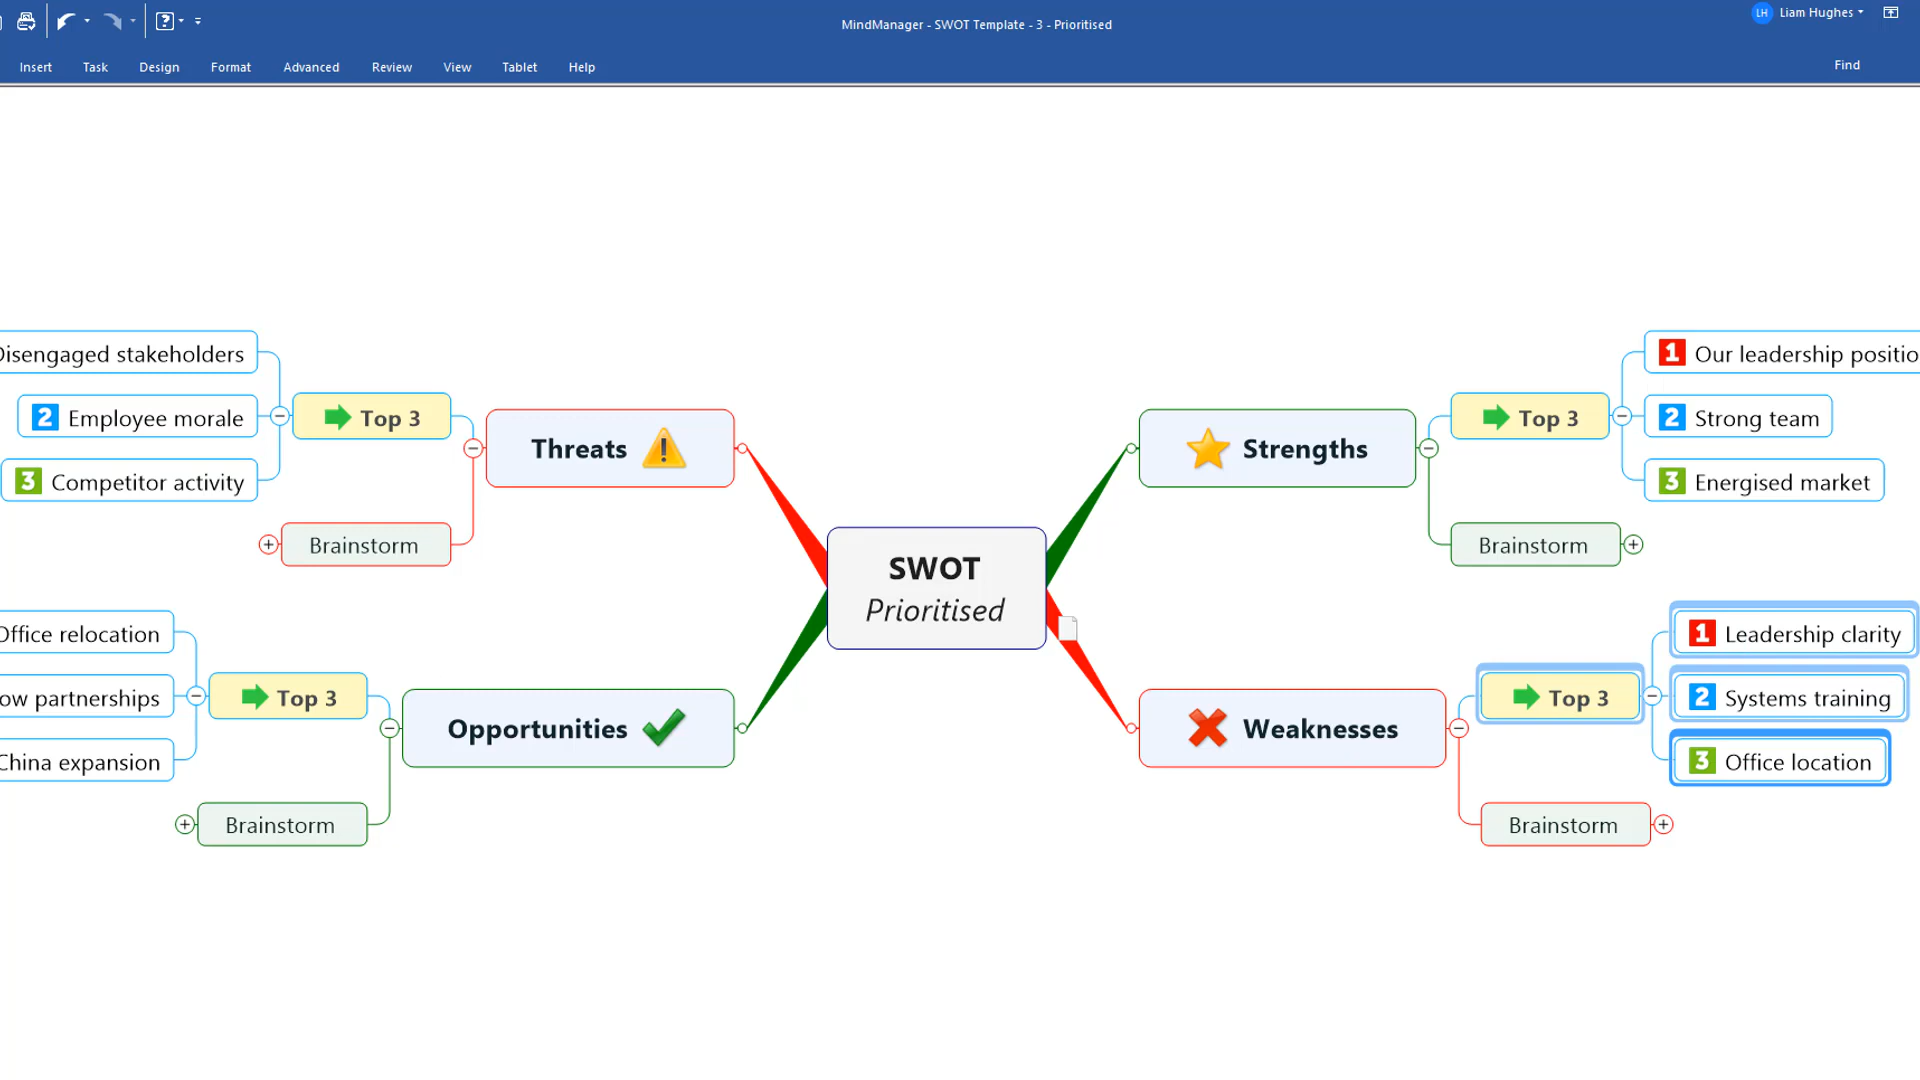 MindManager - SWOT Template - 3 - Prioritised
LH Liam Hughes
Insert Task Design Format Advanced Review View Tablet Help
Find
Disengaged stakeholders
2 Employee morale
3 Competitor activity
Top 3
Brainstorm
Threats
Strengths
Top 3
1 Our leadership positio
2 Strong team
3 Energised market
Brainstorm
SWOT
Prioritised
Office relocation
partnerships
China expansion
Top 3
Brainstorm
Opportunities
Weaknesses
Top 3
1 Leadership clarity
2 Systems training
3 Office location
Brainstorm